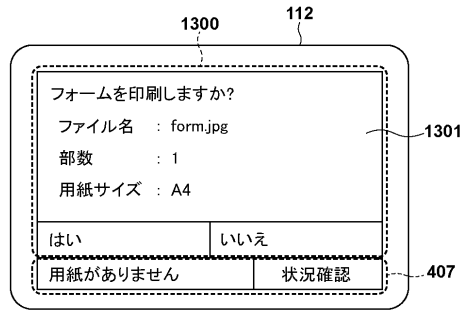 112
1300
フォームを印刷しますか?
ファイル名 : form.jpg
1301
部数 : 1
用紙サイズ : A4
はい いいえ
用紙がありません 状況確認
407